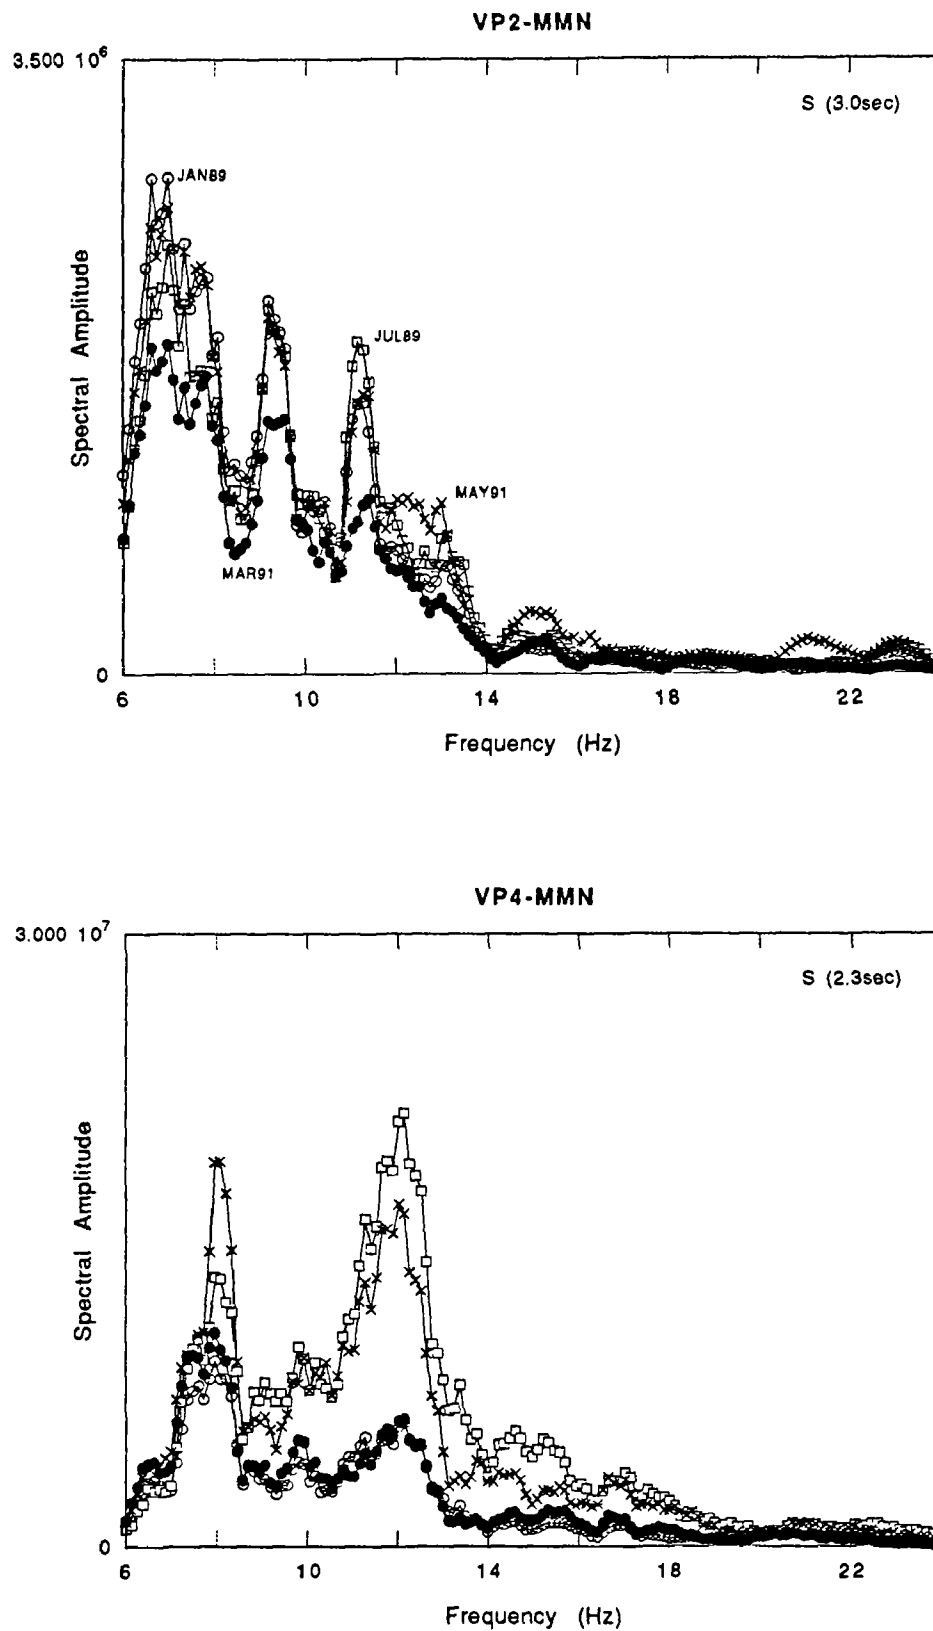 VP2-MMN
3.500 10⁶
S (3.0sec)
JAN89
JUL89
MAY91
MAR91
Spectral Amplitude
0
6 10 14 18 22
Frequency (Hz)
VP4-MMN
3.000 10⁷
S (2.3sec)
Spectral Amplitude
0
6 10 14 18 22
Frequency (Hz)